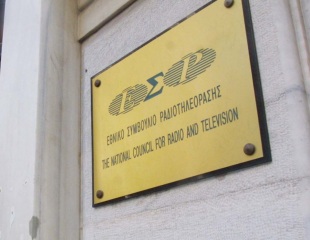 ΕΣΡ
ΕΘΝΙΚΟ ΣΥΜΒΟΥΛΙΟ ΡΑΔΙΟΤΗΛΕΟΡΑΣΗΣ
THE NATIONAL COUNCIL FOR RADIO AND TELEVISION